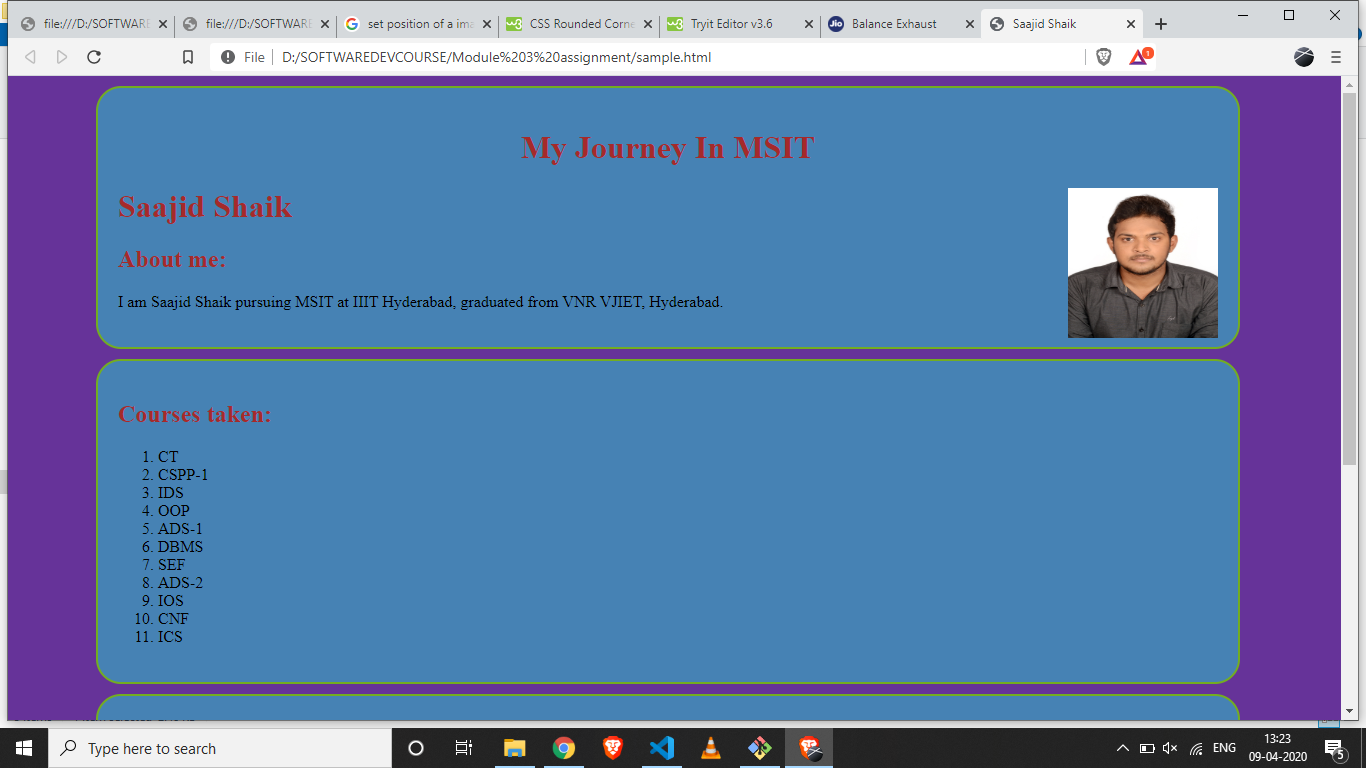 file:///D:/SOFTWARE
file:///D:/SOFTWARE
set position of a ima
CSS Rounded Corne
Tryit Editor v3.6
Balance Exhaust
Saajid Shaik
File
D:/SOFTWAREDEVCOURSE/Module%203%20assignment/sample.html
1
My Journey In MSIT
Saajid Shaik
About me:
I am Saajid Shaik pursuing MSIT at IIIT Hyderabad, graduated from VNR VJIET, Hyderabad.
Courses taken:
1. CT
2. CSPP-1
3. IDS
4. OOP
5. ADS-1
6. DBMS
7. SEF
8. ADS-2
9. IOS
10. CNF
11. ICS
Type here to search
ENG
13:23
09-04-2020
5